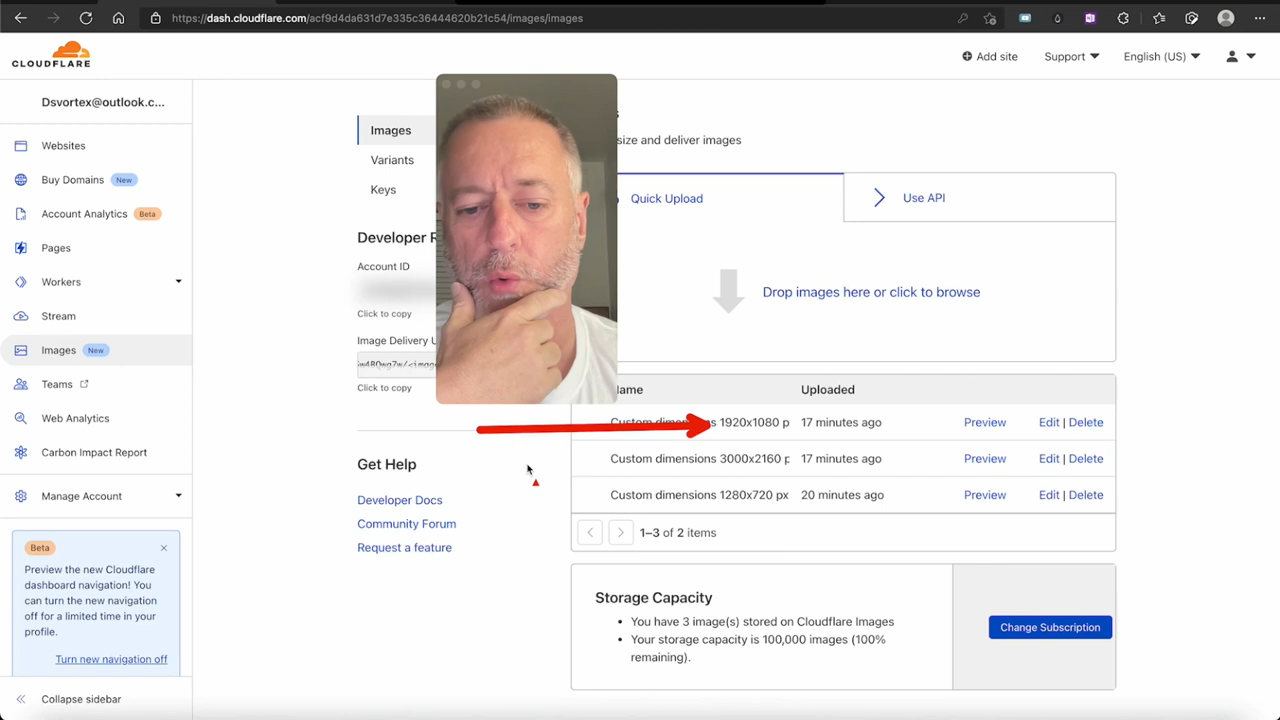 https://dash.cloudflare.com/acf9d4da631d7e335c36444620b21c54/images/images
CLOUDFLARE
Add site
Support
English (US)
Dsvortex@outlook.c...
Websites
Buy Domains New
Account Analytics Beta
Pages
Workers
Stream
Images New
Teams
Web Analytics
Carbon Impact Report
Manage Account
Beta
Preview the new Cloudflare
dashboard navigation! You
can turn the new navigation
off for a limited time in your
profile.
Turn new navigation off
Collapse sidebar
Images
Variants
Keys
Developer R
Account ID
Click to copy
Image Delivery U
w4BQwg7w/<image
Click to copy
Get Help
Developer Docs
Community Forum
Request a feature
size and deliver images
Quick Upload
Use API
Drop images here or click to browse
ame Uploaded
Custom dimensions 1920x1080 p 17 minutes ago Preview Edit | Delete
Custom dimensions 3000x2160 p 17 minutes ago Preview Edit | Delete
Custom dimensions 1280x720 px 20 minutes ago Preview Edit | Delete
1–3 of 2 items
Storage Capacity
• You have 3 image(s) stored on Cloudflare Images
• Your storage capacity is 100,000 images (100%
remaining).
Change Subscription